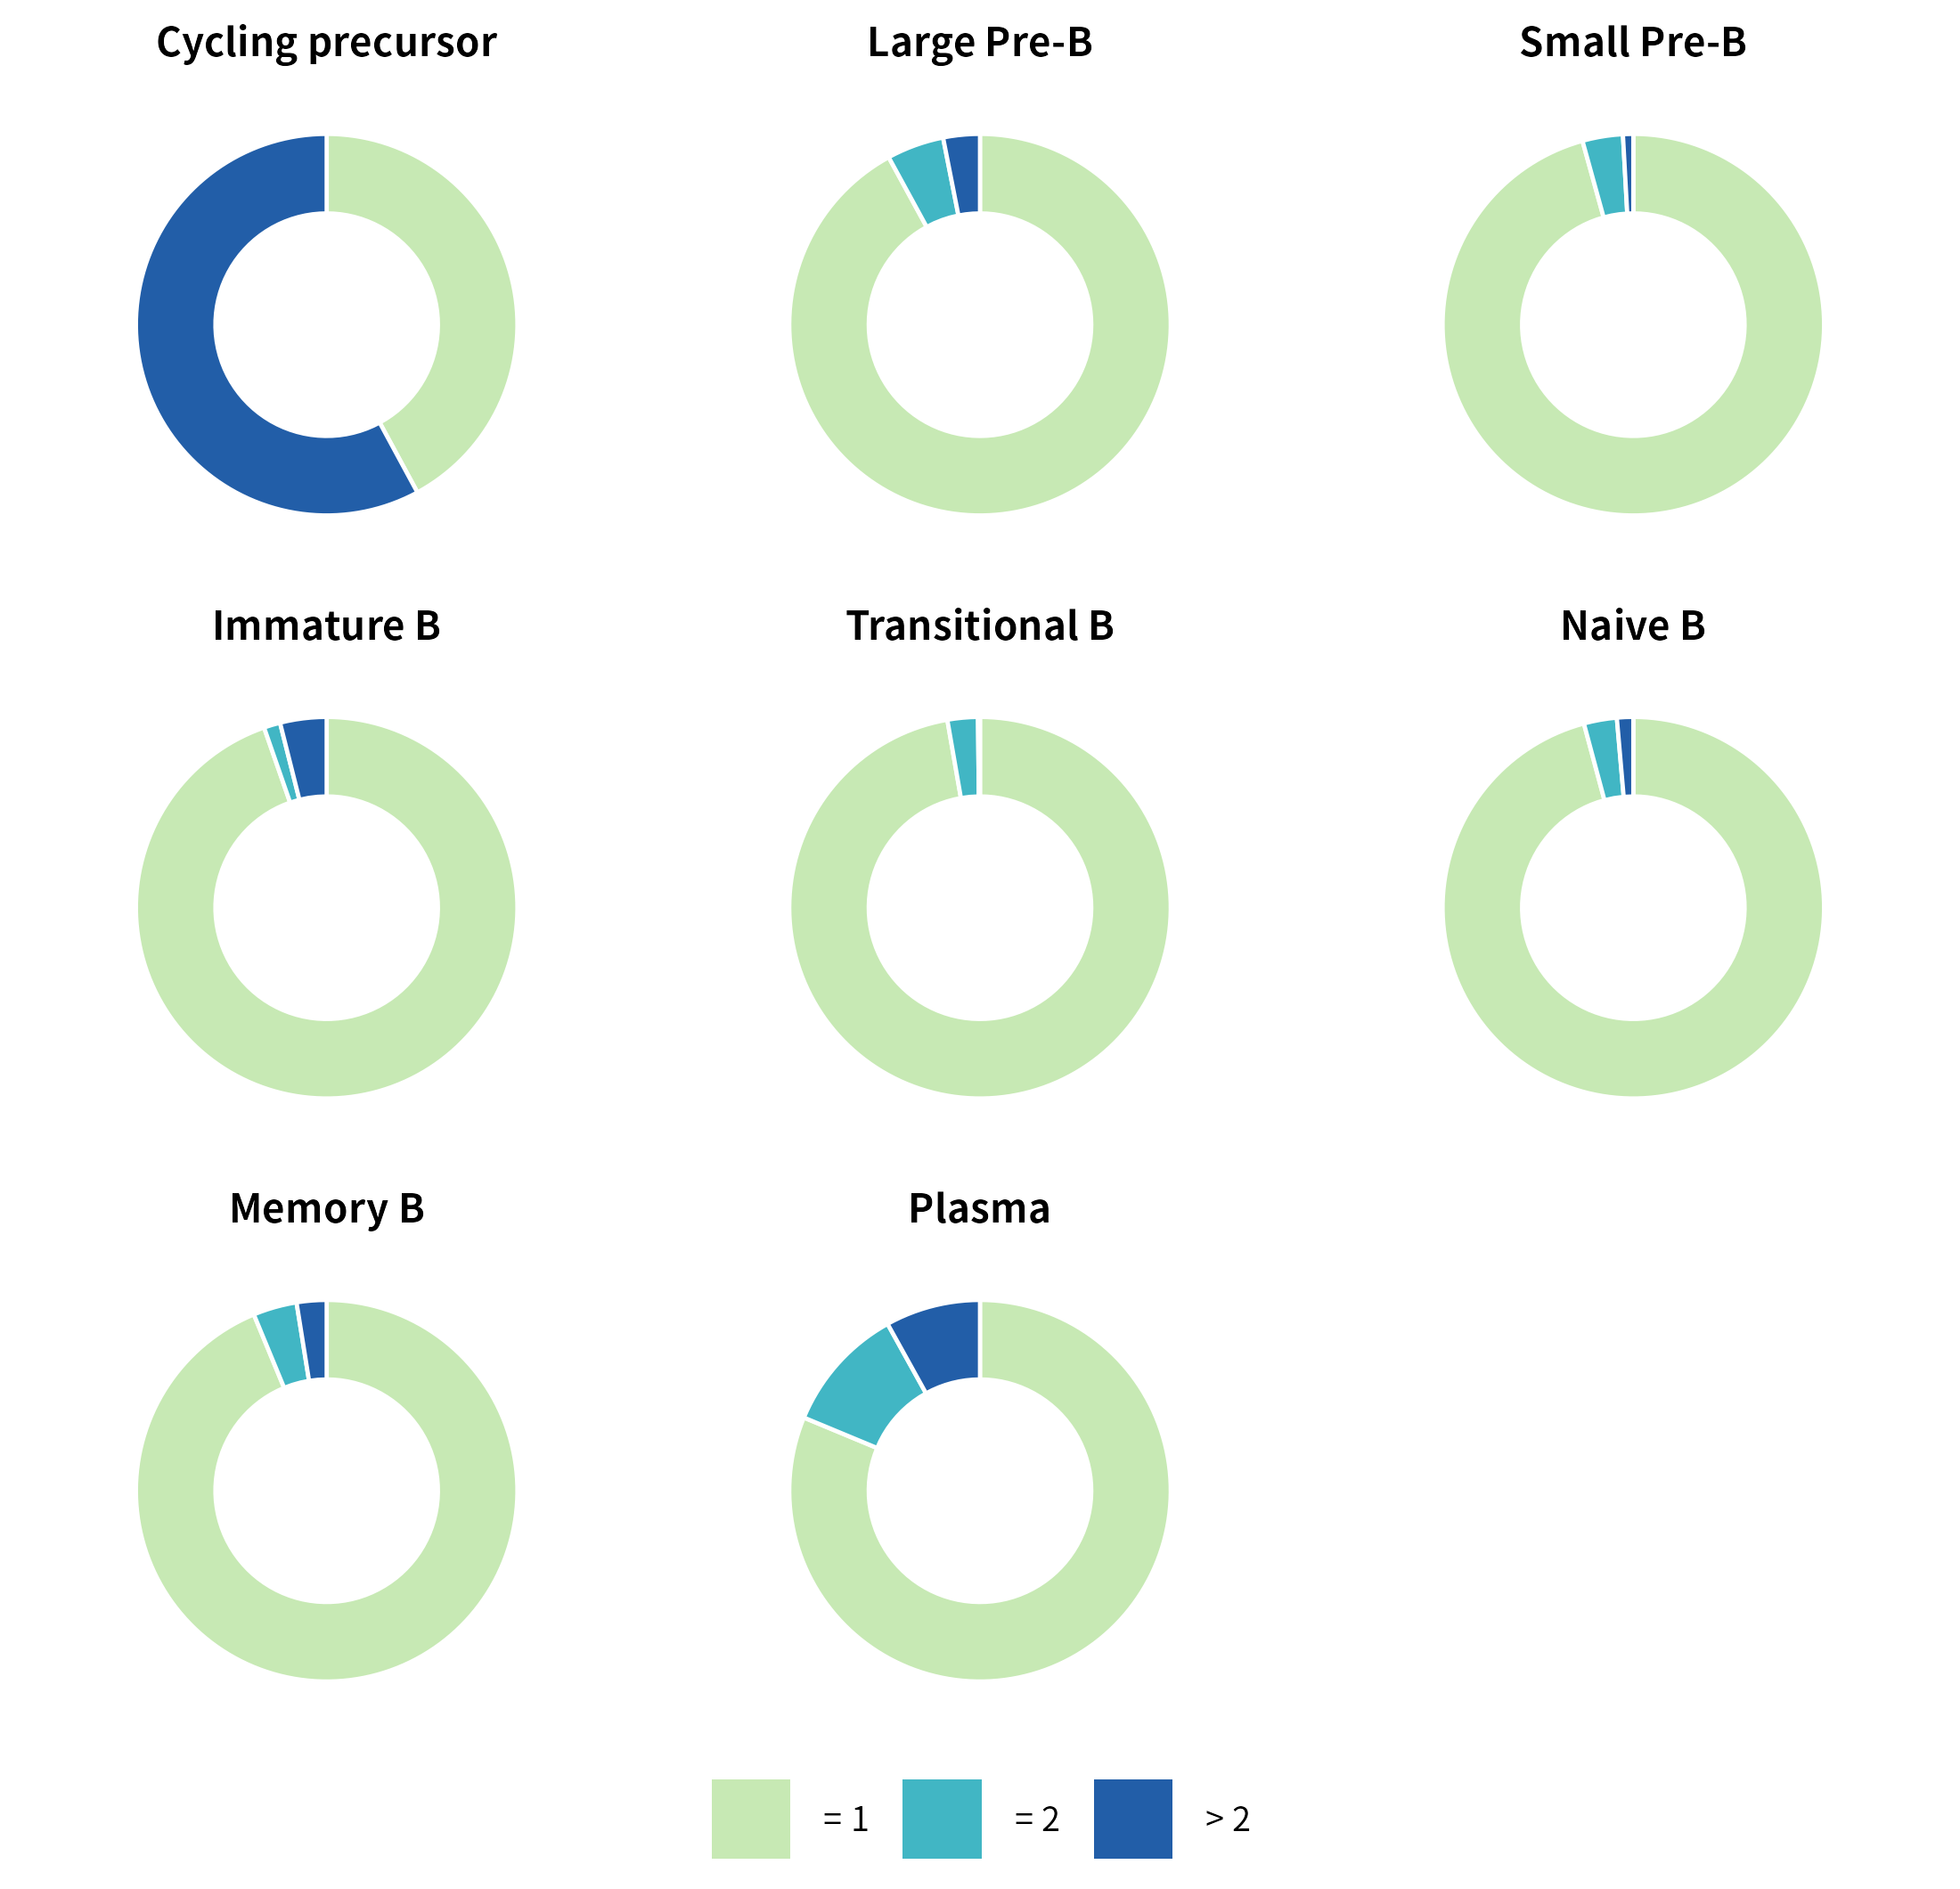 Cycling precursor
Large Pre-B
Small Pre-B
Immature B
Transitional B
Naive B
Memory B
Plasma
= 1
= 2
> 2